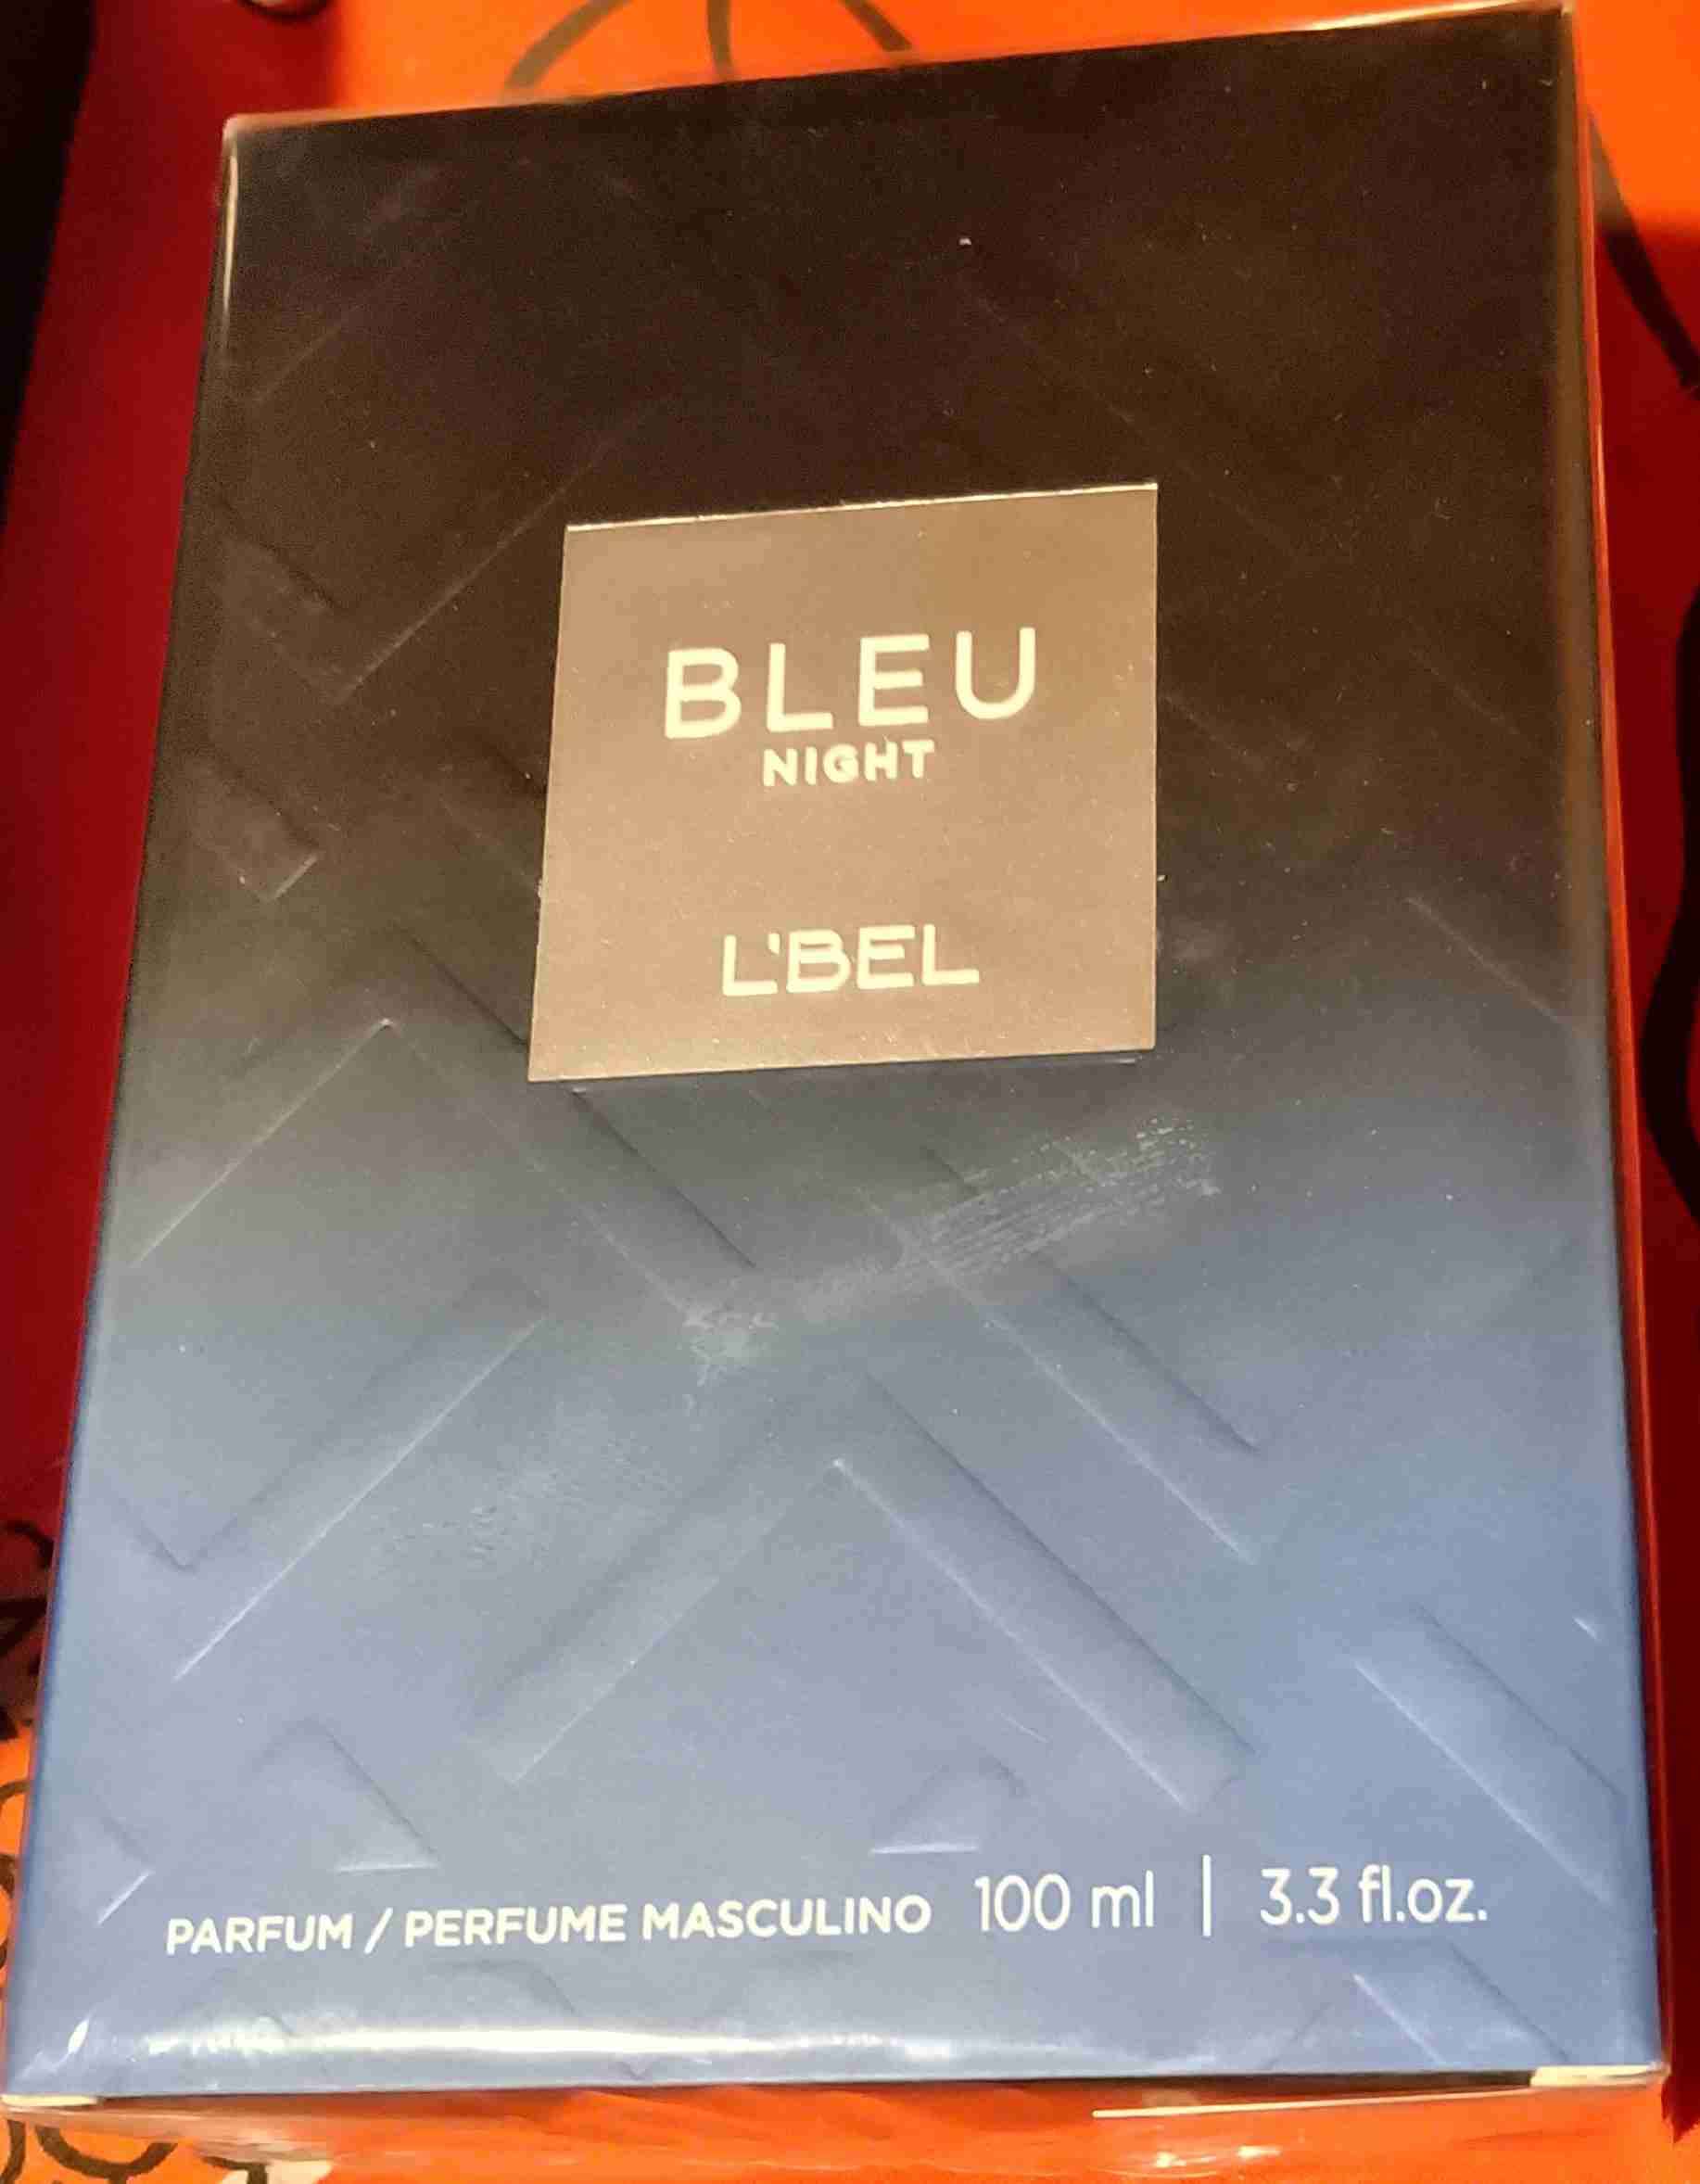 BLEU
NIGHT
L'BEL
PARFUM / PERFUME MASCULINO 100 ml | 3.3 fl.oz.